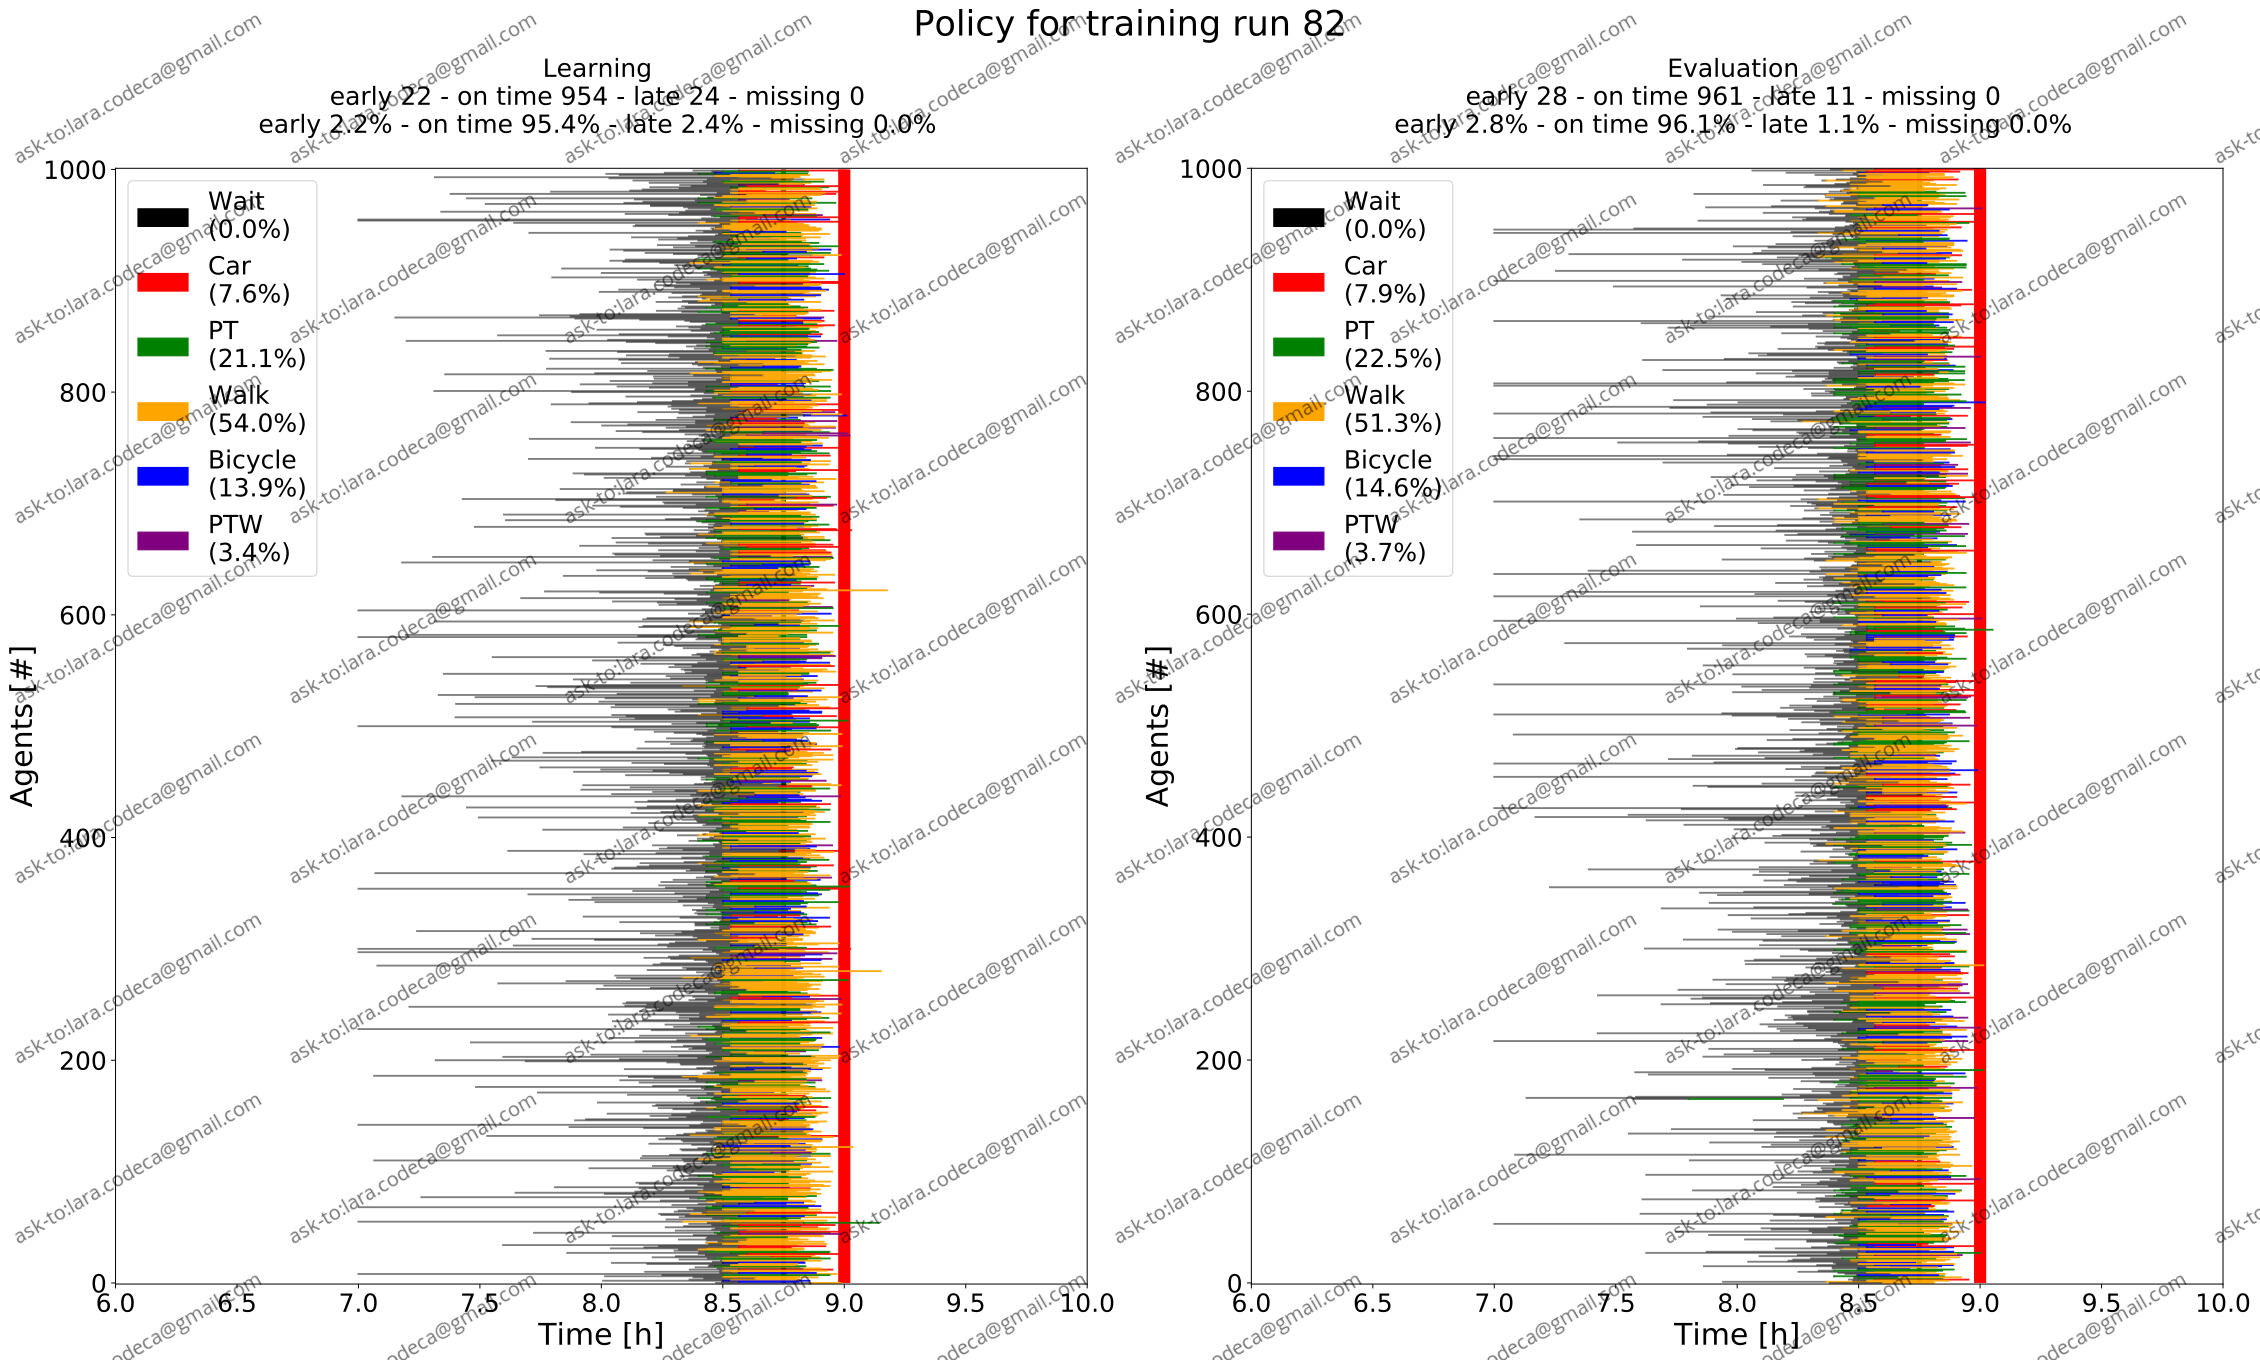 Policy for training run 82
Learning
early 22 - on time 954 - late 24 - missing 0
early 2.2% - on time 95.4% - late 2.4% - missing 0.0%
1000
800
600
400
200
0
Agents [#]
Wait
(0.0%)
Car
(7.6%)
PT
(21.1%)
Walk
(54.0%)
Bicycle
(13.9%)
PTW
(3.4%)
6.0 6.5 7.0 7.5 8.0 8.5 9.0 9.5 10.0
Time [h]
Evaluation
early 28 - on time 961 - late 11 - missing 0
early 2.8% - on time 96.1% - late 1.1% - missing 0.0%
1000
800
600
400
200
0
Agents [#]
Wait
(0.0%)
Car
(7.9%)
PT
(22.5%)
Walk
(51.3%)
Bicycle
(14.6%)
PTW
(3.7%)
6.0 6.5 7.0 7.5 8.0 8.5 9.0 9.5 10.0
Time [h]
ask-to:lara.codeca@gmail.com